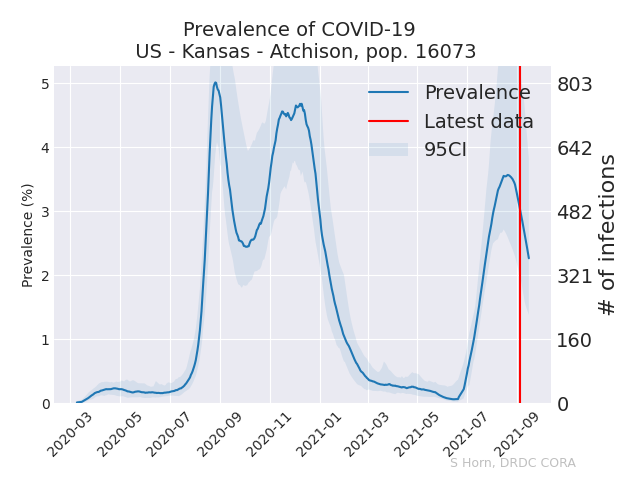 Prevalence of COVID-19
US - Kansas - Atchison, pop. 16073
Prevalence
Latest data
95CI
Prevalence (%)
5
4
3
2
1
0
# of infections
803
642
482
321
160
0
2020-03
2020-05
2020-07
2020-09
2020-11
2021-01
2021-03
2021-05
2021-07
2021-09
S Horn, DRDC CORA